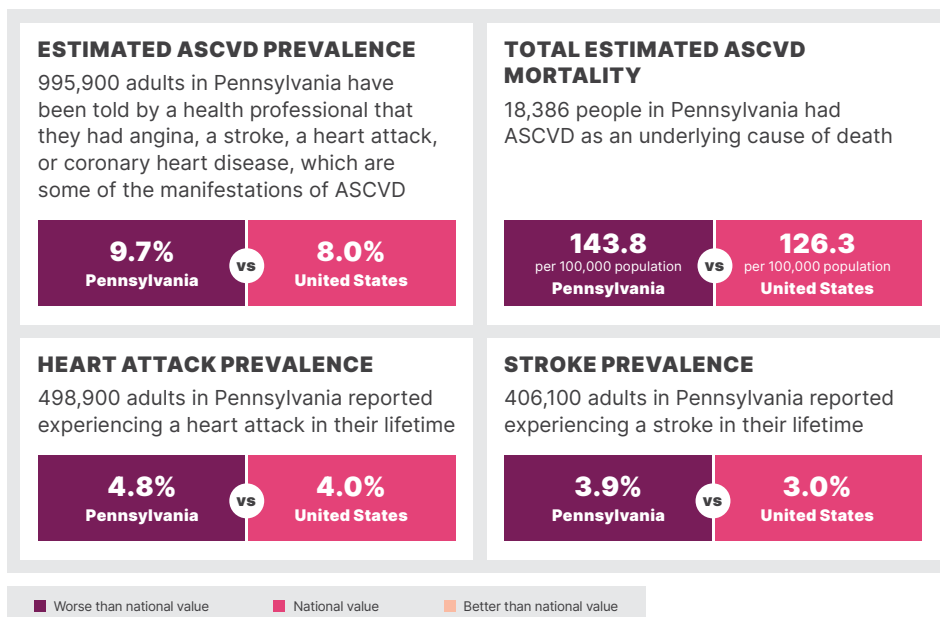 ESTIMATED ASCVD PREVALENCE
995,900 adults in Pennsylvania have
been told by a health professional that
they had angina, a stroke, a heart attack,
or coronary heart disease, which are
some of the manifestations of ASCVD
9.7%
Pennsylvania
vs
8.0%
United States
TOTAL ESTIMATED ASCVD
MORTALITY
18,386 people in Pennsylvania had
ASCVD as an underlying cause of death
143.8
per 100,000 population
Pennsylvania
vs
126.3
per 100,000 population
United States
HEART ATTACK PREVALENCE
498,900 adults in Pennsylvania reported
experiencing a heart attack in their lifetime
4.8%
Pennsylvania
vs
4.0%
United States
STROKE PREVALENCE
406,100 adults in Pennsylvania reported
experiencing a stroke in their lifetime
3.9%
Pennsylvania
vs
3.0%
United States
Worse than national value
National value
Better than national value